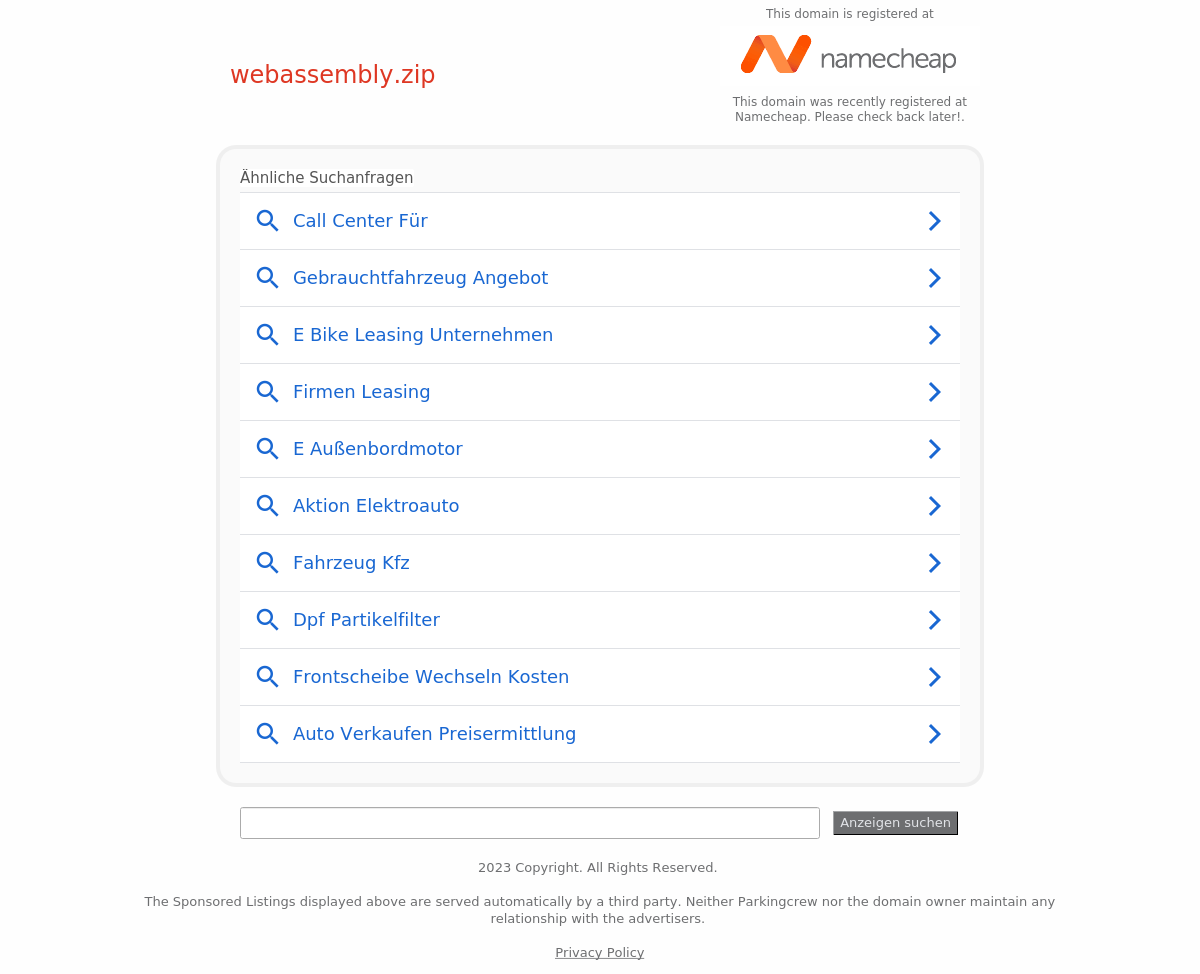 This domain is registered at
namecheap
webassembly.zip
This domain was recently registered at
Namecheap. Please check back later!.
Ähnliche Suchanfragen
Call Center Für
Gebrauchtfahrzeug Angebot
E Bike Leasing Unternehmen
Firmen Leasing
E Außenbordmotor
Aktion Elektroauto
Fahrzeug Kfz
Dpf Partikelfilter
Frontscheibe Wechseln Kosten
Auto Verkaufen Preisermittlung
Anzeigen suchen
2023 Copyright. All Rights Reserved.
The Sponsored Listings displayed above are served automatically by a third party. Neither Parkingcrew nor the domain owner maintain any
relationship with the advertisers.
Privacy Policy